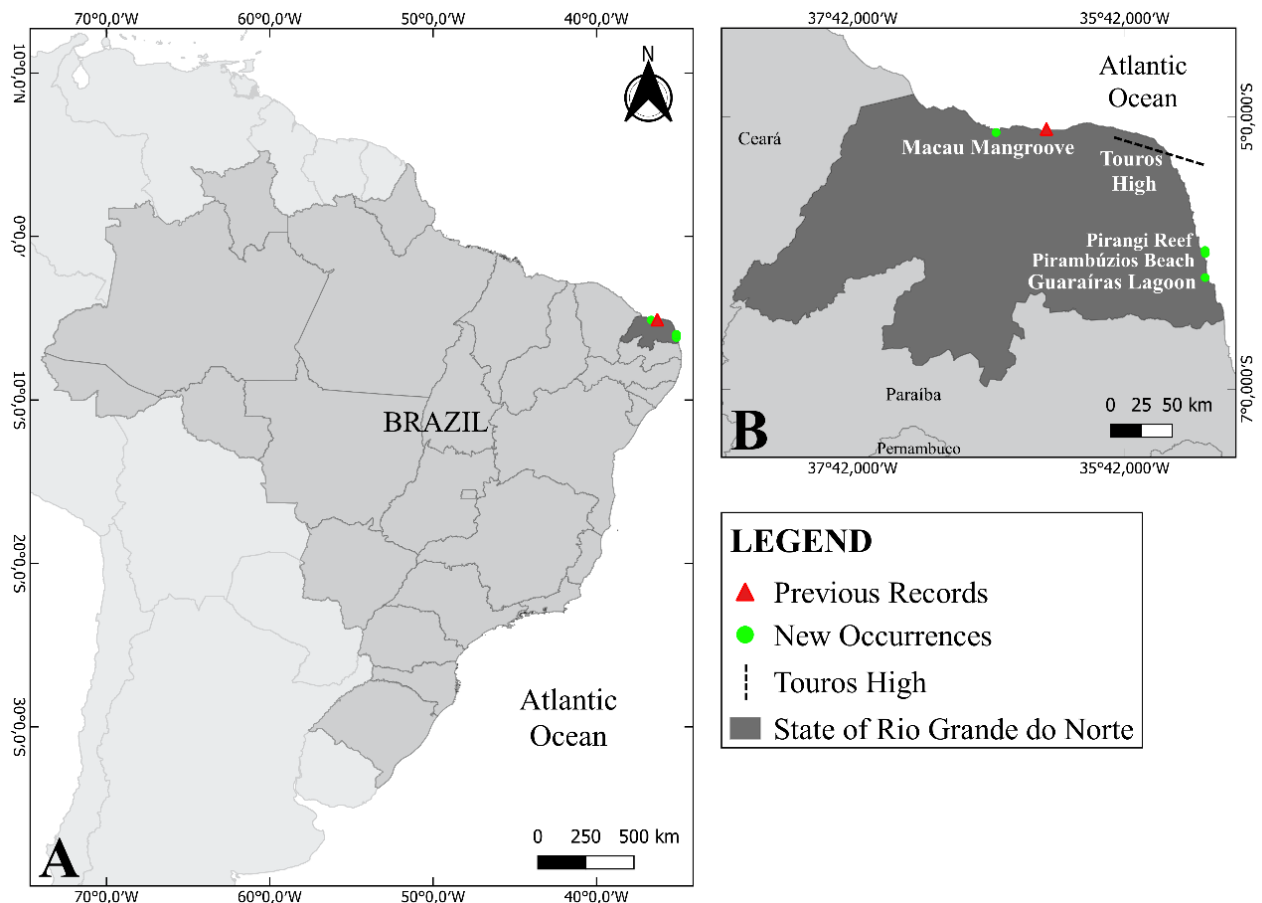 70°0,0'W 60°0,0'W 50°0,0'W 40°0,0'W
10°0,0'N
0°0,0'
10°0,0'S
20°0,0'S
30°0,0'S
N
BRAZIL
Atlantic
Ocean
0 250 500 km
A
70°0,0'W 60°0,0'W 50°0,0'W 40°0,0'W
37°42,000'W 35°42,000'W
5°0,000'S
7°0,000'S
Atlantic
Ocean
Ceará
Macau Mangroove
Touros
High
Pirangi Reef
Pirambúzios Beach
Guaraíras Lagoon
Paraíba
Pernambuco
0 25 50 km
B
37°42,000'W 35°42,000'W
LEGEND
Previous Records
New Occurrences
Touros High
State of Rio Grande do Norte